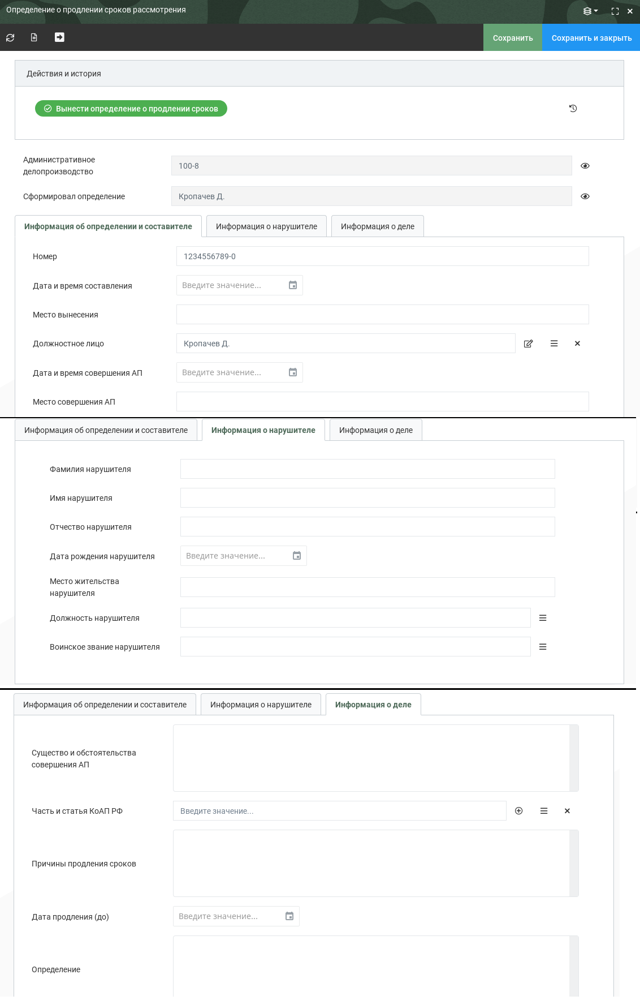 Определение о продлении сроков рассмотрения
Сохранить
Сохранить и закрыть
Действия и история
Вынести определение о продлении сроков
Административное
делопроизводство
100-8
Сформировал определение
Кропачев Д.
Информация об определении и составителе
Информация о нарушителе
Информация о деле
Номер
1234556789-0
Дата и время составления
Введите значение...
Место вынесения
Должностное лицо
Кропачев Д.
Дата и время совершения АП
Введите значение...
Место совершения АП
Информация об определении и составителе
Информация о нарушителе
Информация о деле
Фамилия нарушителя
Имя нарушителя
Отчество нарушителя
Дата рождения нарушителя
Введите значение...
Место жительства
нарушителя
Должность нарушителя
Воинское звание нарушителя
Информация об определении и составителе
Информация о нарушителе
Информация о деле
Существо и обстоятельства
совершения АП
Часть и статья КоАП РФ
Введите значение...
Причины продления сроков
Дата продления (до)
Введите значение...
Определение